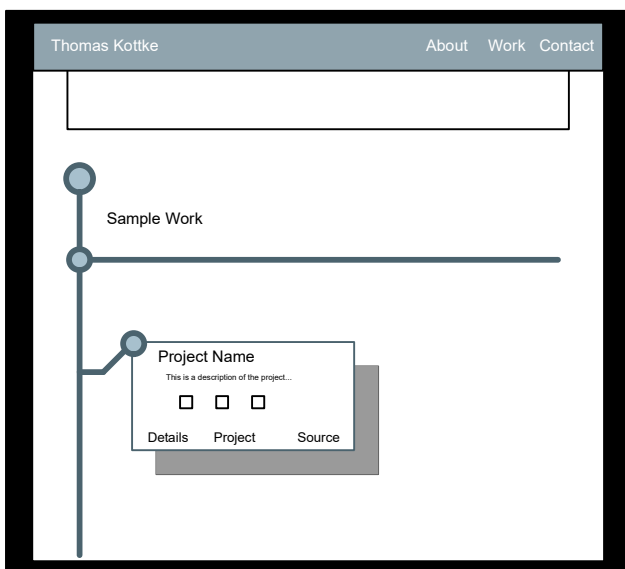 Thomas Kottke About Work Contact
Sample Work
Project Name
This is a description of the project...
Details Project Source